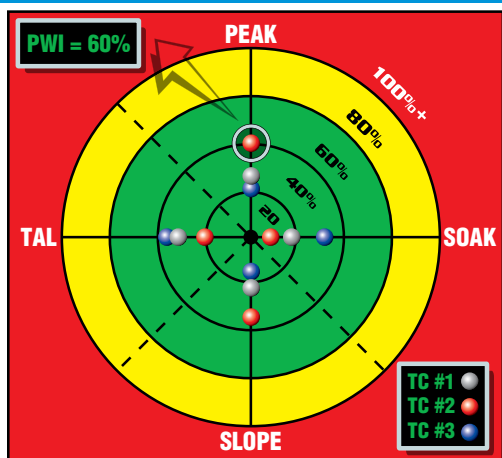 PWI = 60%
PEAK
100%+
80%
60%
40%
20
TAL
SOAK
SLOPE
TC #1
TC #2
TC #3